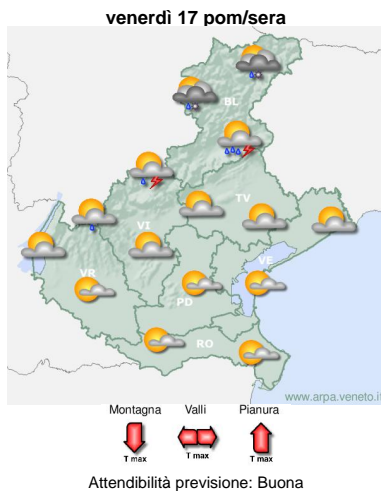 venerdì 17 pom/sera
BL
TV
VI
VE
VR
PD
RO
www.arpa.veneto.it
Montagna Valli Pianura
T max T max T max
Attendibilità previsione: Buona